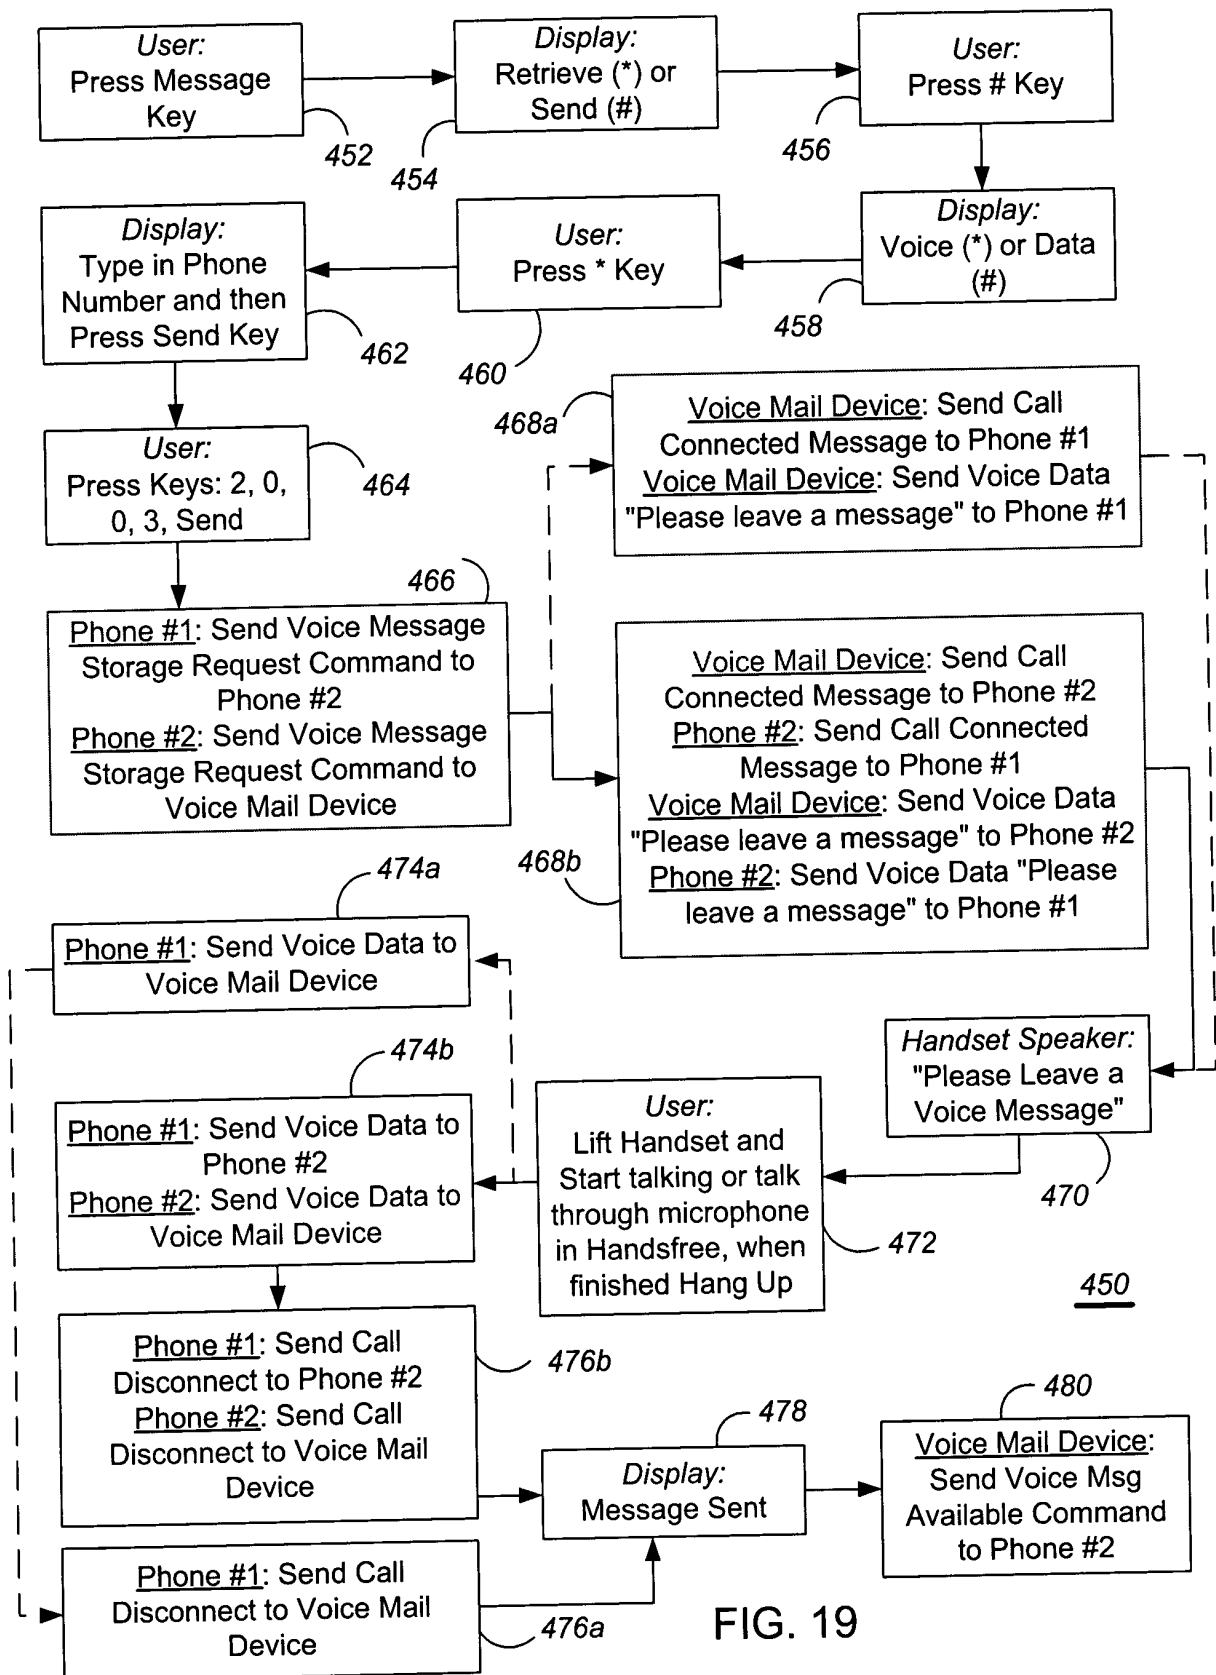 User:
Press Message
Key
452
Display:
Retrieve (*) or
Send (#)
454
User:
Press # Key
456
Display:
Voice (*) or Data
(#)
458
User:
Press * Key
460
Display:
Type in Phone
Number and then
Press Send Key
462
User:
Press Keys: 2, 0,
0, 3, Send
464
466
Phone #1: Send Voice Message
Storage Request Command to
Phone #2
Phone #2: Send Voice Message
Storage Request Command to
Voice Mail Device
468a
Voice Mail Device: Send Call
Connected Message to Phone #1
Voice Mail Device: Send Voice Data
"Please leave a message" to Phone #1
468b
Voice Mail Device: Send Call
Connected Message to Phone #2
Phone #2: Send Call Connected
Message to Phone #1
Voice Mail Device: Send Voice Data
"Please leave a message" to Phone #2
Phone #2: Send Voice Data "Please
leave a message" to Phone #1
Handset Speaker:
"Please Leave a
Voice Message"
470
User:
Lift Handset and
Start talking or talk
through microphone
in Handsfree, when
finished Hang Up
472
474a
Phone #1: Send Voice Data to
Voice Mail Device
474b
Phone #1: Send Voice Data to
Phone #2
Phone #2: Send Voice Data to
Voice Mail Device
450
Phone #1: Send Call
Disconnect to Phone #2
Phone #2: Send Call
Disconnect to Voice Mail
Device
476b
Phone #1: Send Call
Disconnect to Voice Mail
Device
476a
478
Display:
Message Sent
480
Voice Mail Device:
Send Voice Msg
Available Command
to Phone #2
FIG. 19